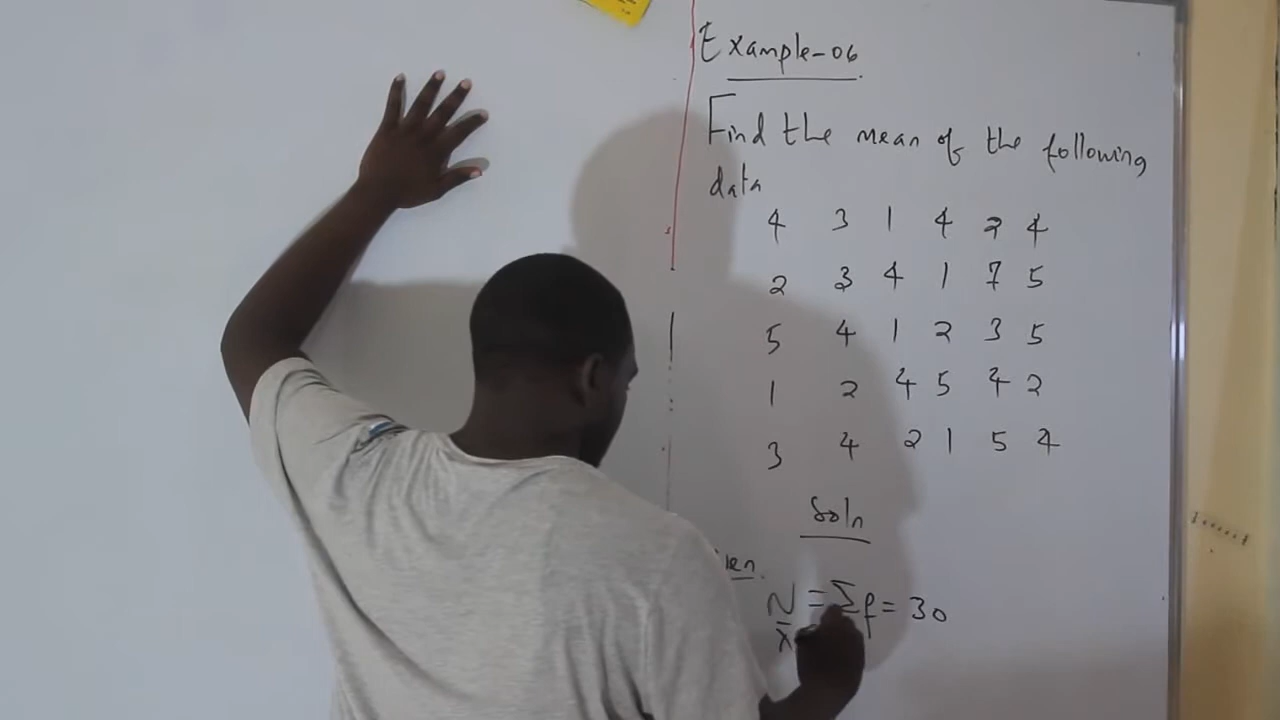 Example-06
Find the mean of the following
data
4 3 1 4 2 4
2 3 4 1 7 5
5 4 1 2 3 5
1 2 4 5 4 2
3 4 2 1 5 4
Soln
N = Σf = 30